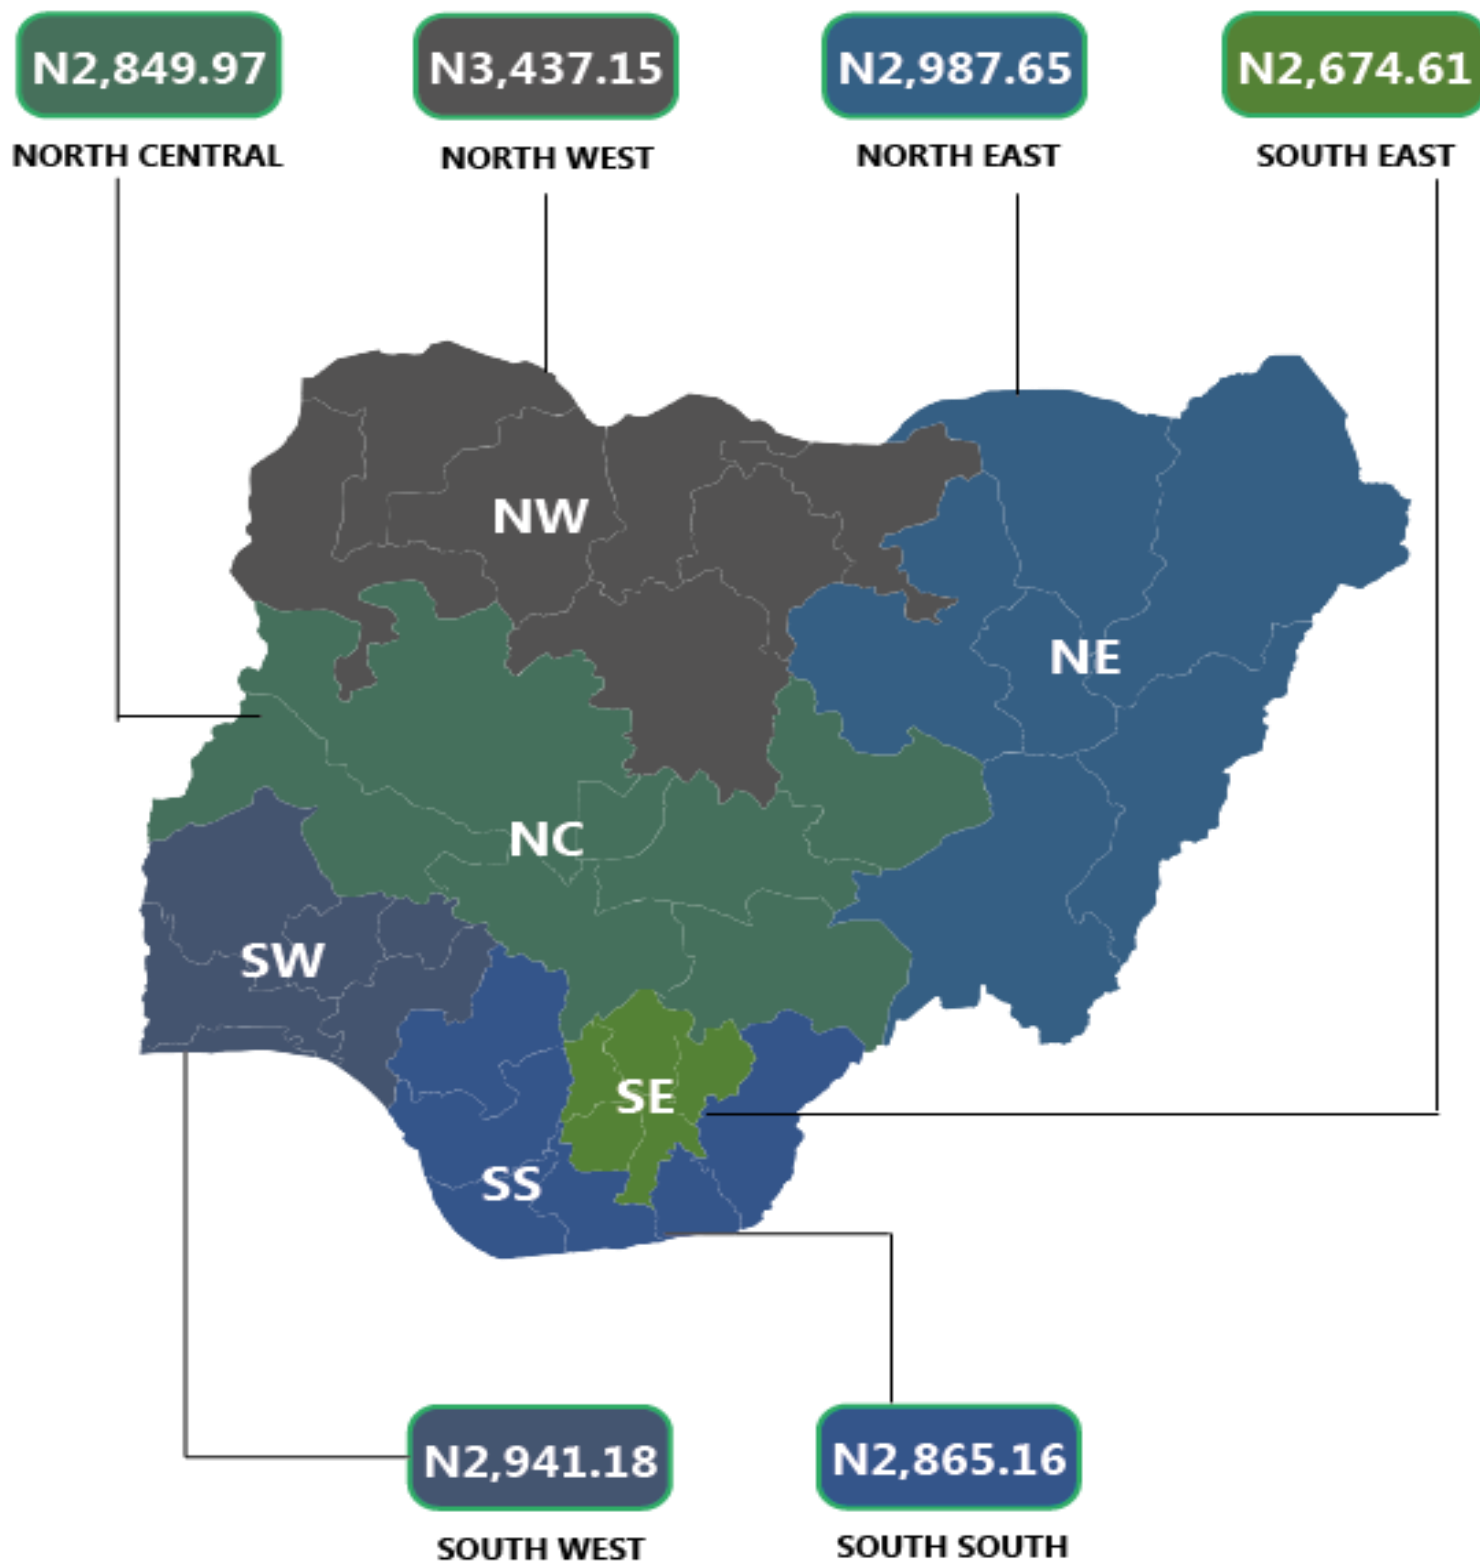 N2,849.97
NORTH CENTRAL
N3,437.15
NORTH WEST
N2,987.65
NORTH EAST
N2,674.61
SOUTH EAST
NW
NE
NC
SW
SE
SS
N2,941.18
SOUTH WEST
N2,865.16
SOUTH SOUTH